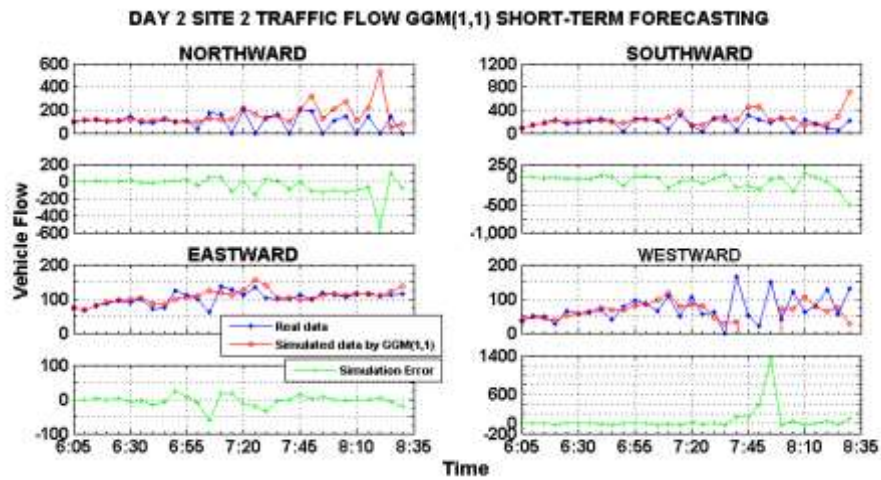 DAY 2 SITE 2 TRAFFIC FLOW GGM(1,1) SHORT-TERM FORECASTING
NORTHWARD
600
400
200
0
200
0
-200
-400
-600
SOUTHWARD
1200
800
400
0
250
0
-500
-1,000
Vehicle Flow
EASTWARD
200
100
0
Real data
Simulated data by GGM(1,1)
Simulation Error
100
0
-100
6:05 6:30 6:55 7:20 7:45 8:10 8:35
WESTWARD
200
100
0
1400
600
0
-200
6:05 6:30 6:55 7:20 7:45 8:10 8:35
Time